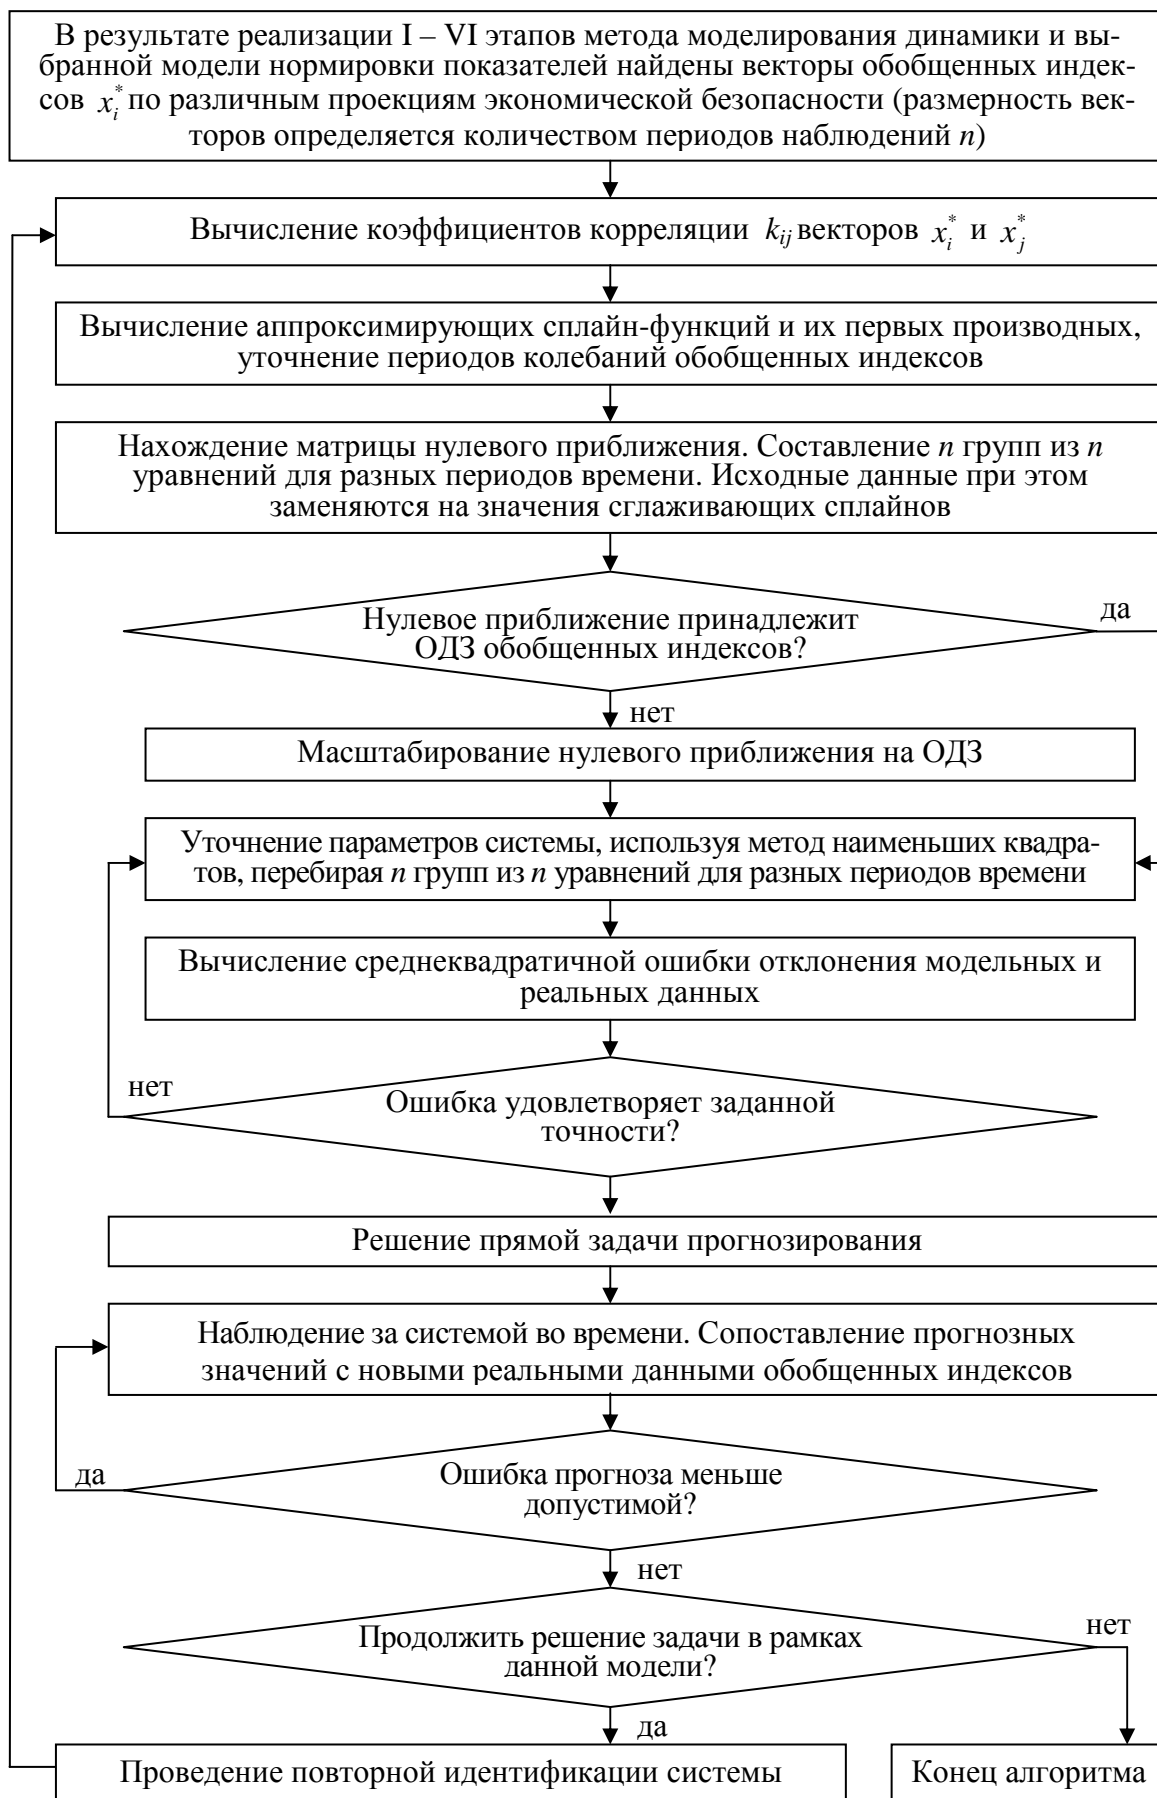 В результате реализации I – VI этапов метода моделирования динамики и вы-
бранной модели нормировки показателей найдены векторы обобщенных индек-
сов x_i^* по различным проекциям экономической безопасности (размерность век-
торов определяется количеством периодов наблюдений n)
Вычисление коэффициентов корреляции k_{ij} векторов x_i^* и x_j^*
Вычисление аппроксимирующих сплайн-функций и их первых производных,
уточнение периодов колебаний обобщенных индексов
Нахождение матрицы нулевого приближения. Составление n групп из n
уравнений для разных периодов времени. Исходные данные при этом
заменяются на значения сглаживающих сплайнов
Нулевое приближение принадлежит
ОДЗ обобщенных индексов?
да
нет
Масштабирование нулевого приближения на ОДЗ
Уточнение параметров системы, используя метод наименьших квадра-
тов, перебирая n групп из n уравнений для разных периодов времени
Вычисление среднеквадратичной ошибки отклонения модельных и
реальных данных
нет
Ошибка удовлетворяет заданной
точности?
Решение прямой задачи прогнозирования
Наблюдение за системой во времени. Сопоставление прогнозных
значений с новыми реальными данными обобщенных индексов
да
Ошибка прогноза меньше
допустимой?
нет
Продолжить решение задачи в рамках
данной модели?
нет
да
Проведение повторной идентификации системы
Конец алгоритма